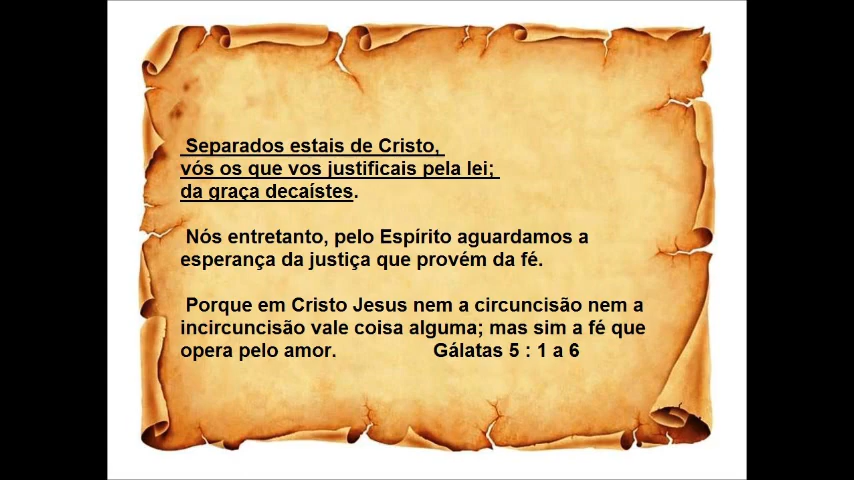 Separados estais de Cristo,
vós os que vos justificais pela lei;
da graça decaístes.
Nós entretanto, pelo Espírito aguardamos a
esperança da justiça que provém da fé.
Porque em Cristo Jesus nem a circuncisão nem a
incircuncisão vale coisa alguma; mas sim a fé que
opera pelo amor. Gálatas 5 : 1 a 6